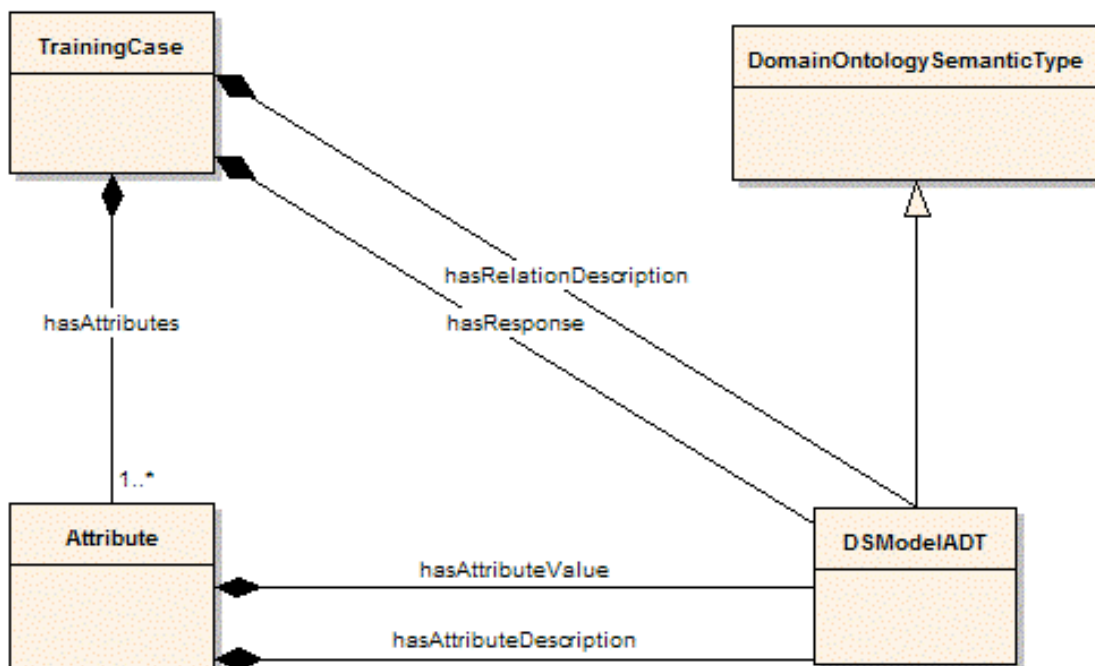 TrainingCase
DomainOntologySemanticType
hasRelationDescription
hasAttributes
hasResponse
1..*
Attribute
DSModelADT
hasAttributeValue
hasAttributeDescription